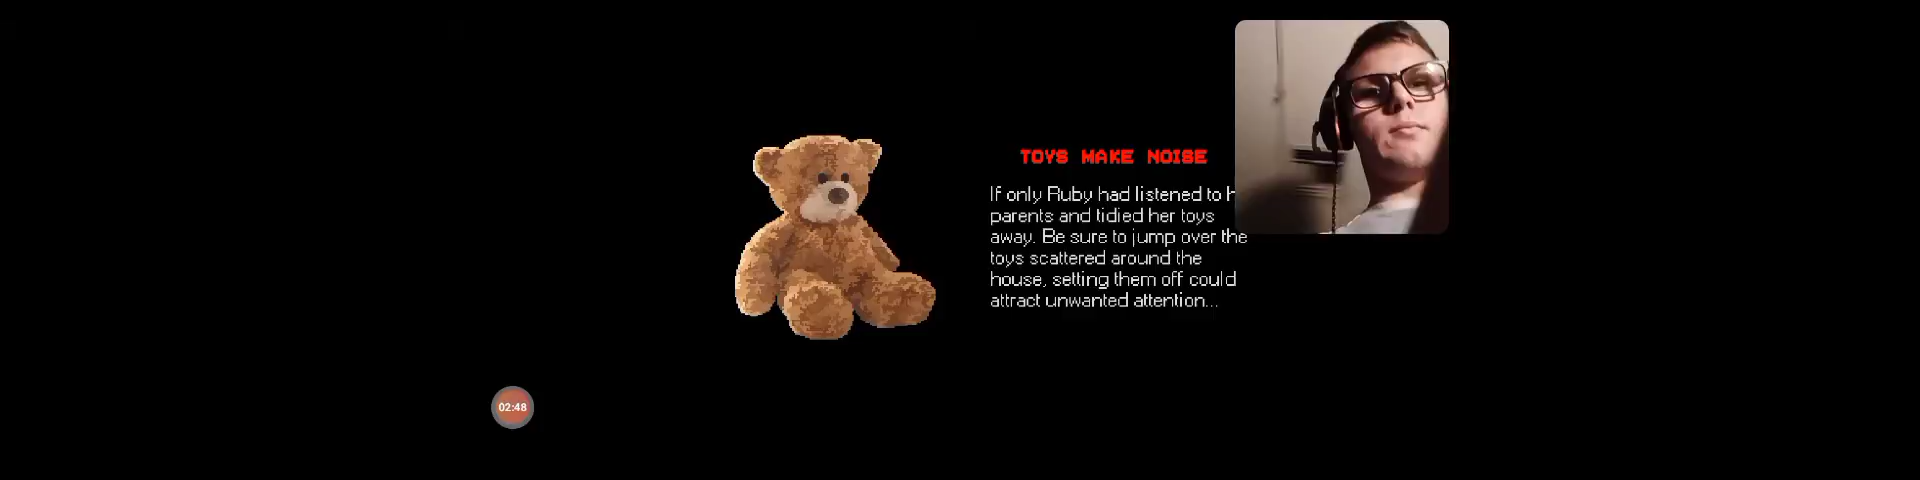 TOYS MAKE NOISE
If only Ruby had listened to
parents and tidied her toys
away. Be sure to jump over the
toys scattered around the
house, setting them off could
attract unwanted attention...
02:48